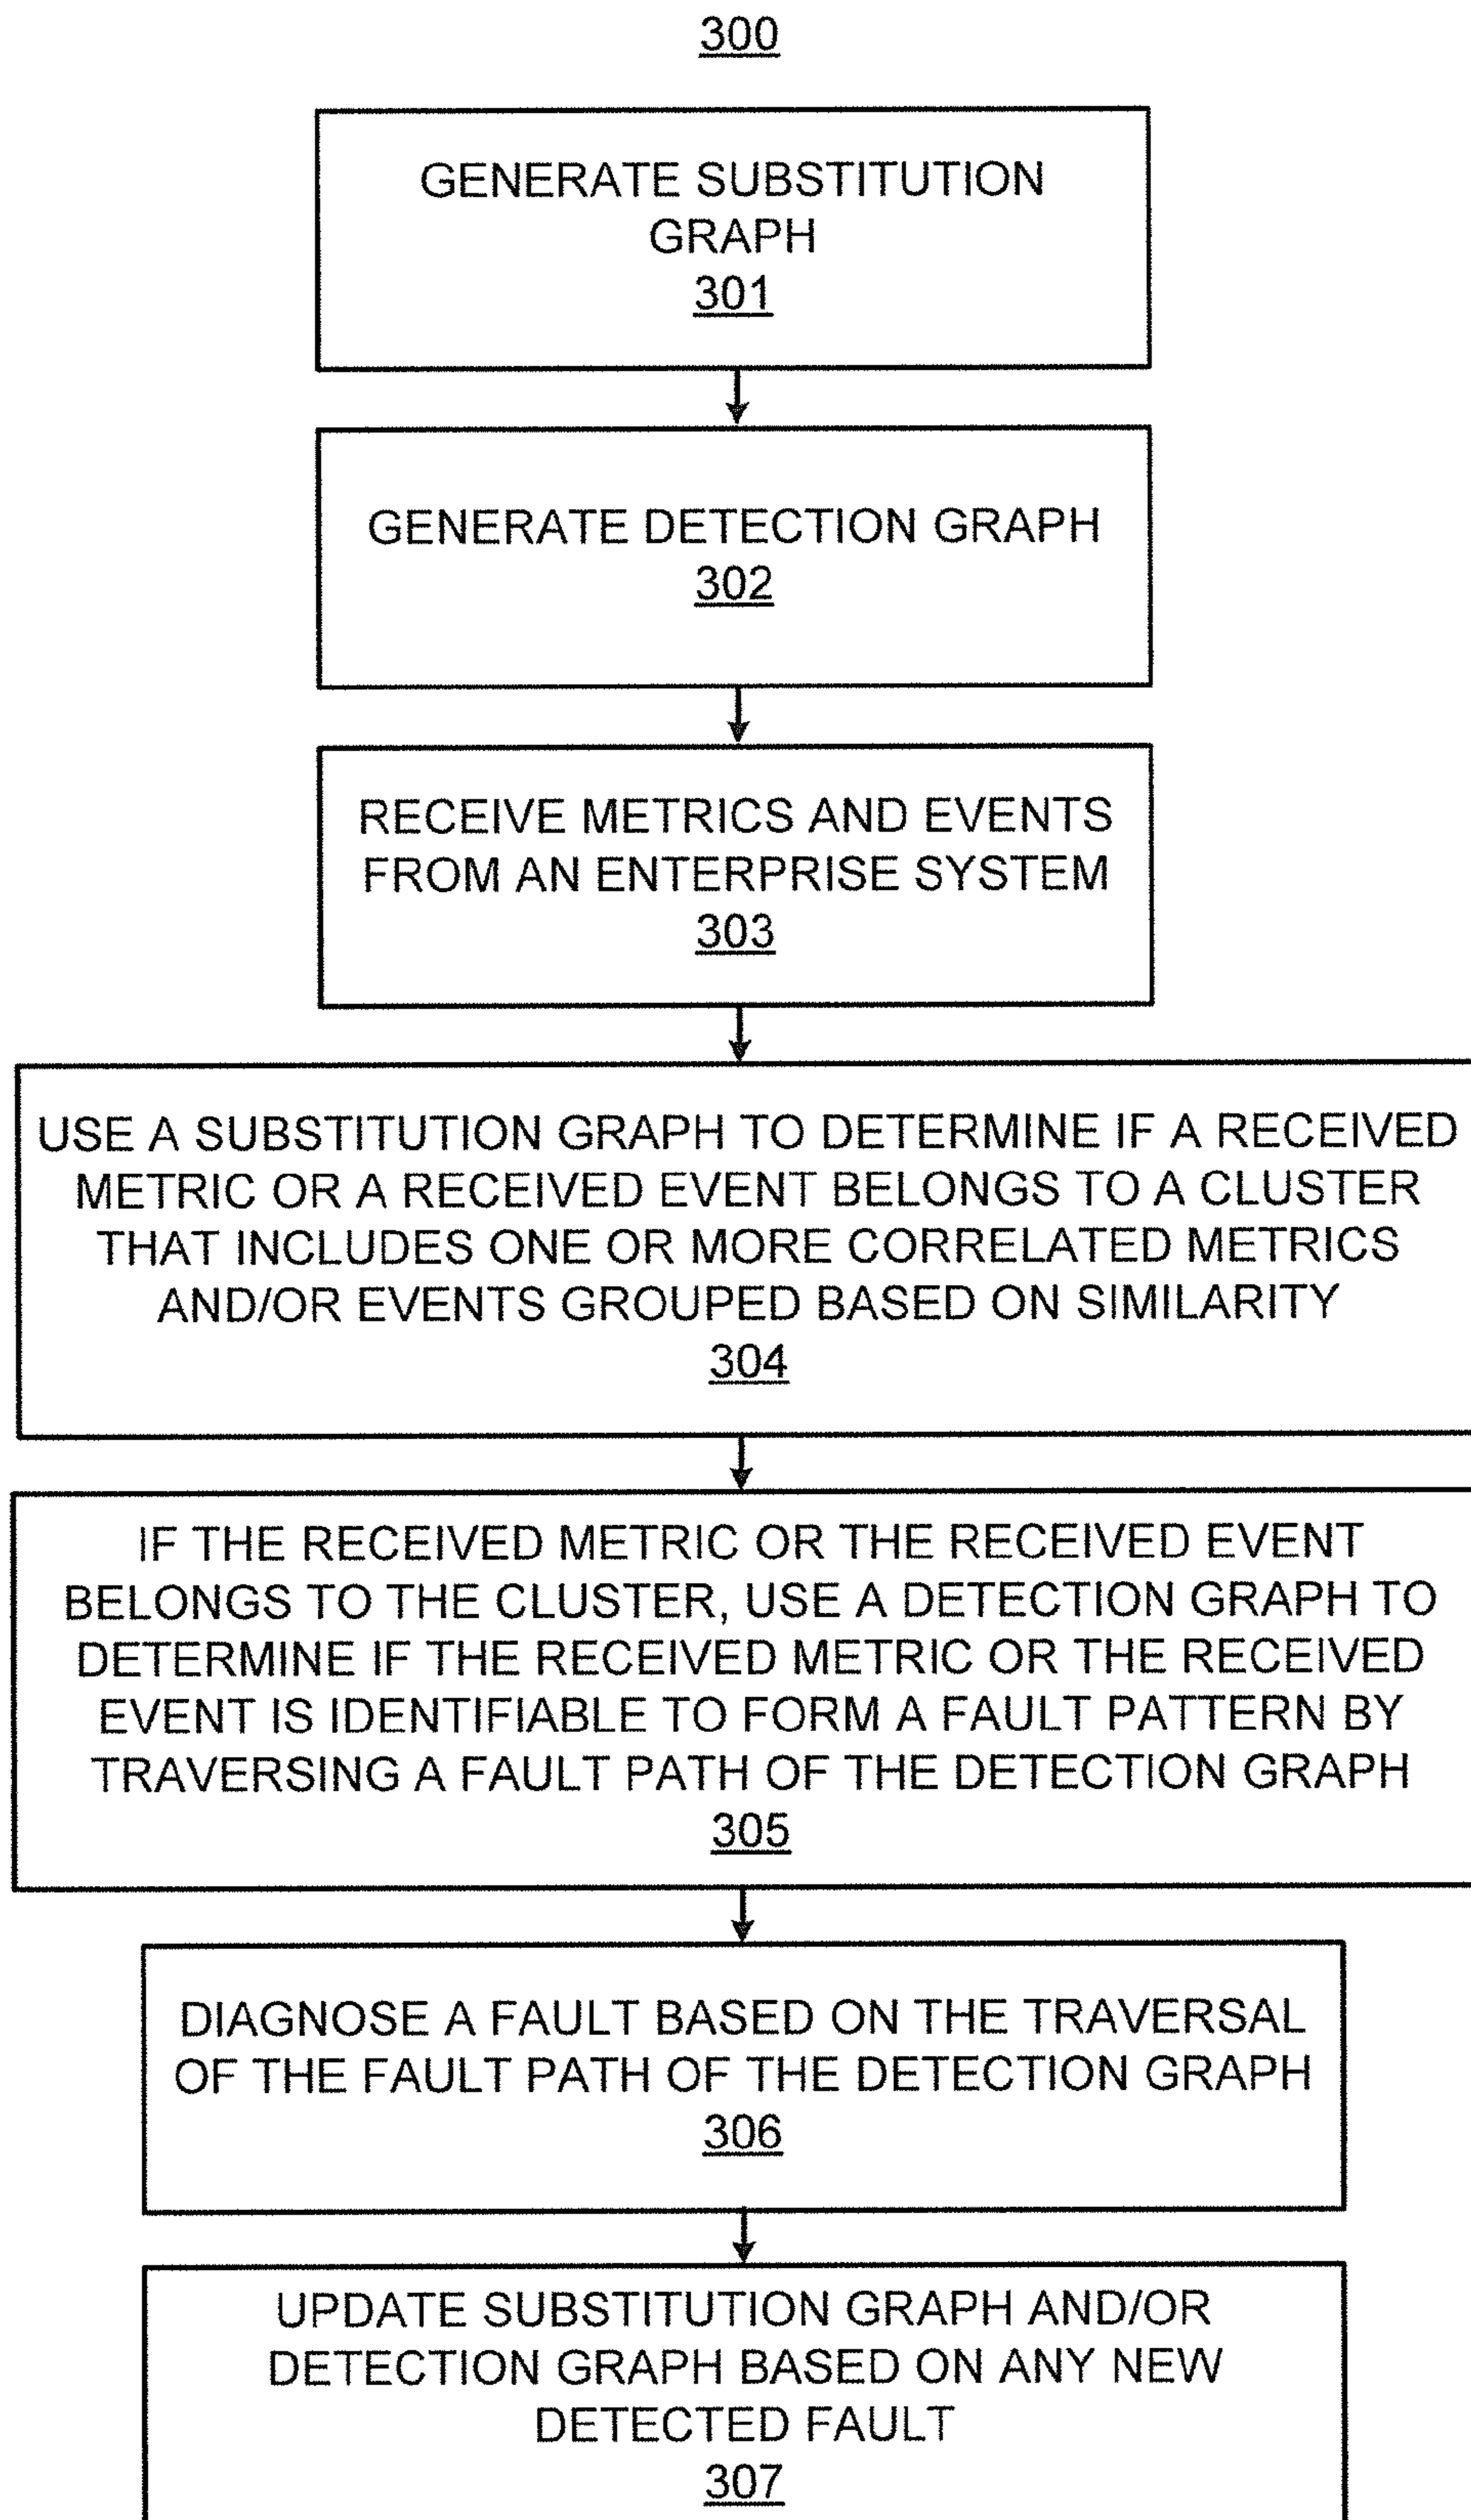 300
GENERATE SUBSTITUTION
GRAPH
301
GENERATE DETECTION GRAPH
302
RECEIVE METRICS AND EVENTS
FROM AN ENTERPRISE SYSTEM
303
USE A SUBSTITUTION GRAPH TO DETERMINE IF A RECEIVED
METRIC OR A RECEIVED EVENT BELONGS TO A CLUSTER
THAT INCLUDES ONE OR MORE CORRELATED METRICS
AND/OR EVENTS GROUPED BASED ON SIMILARITY
304
IF THE RECEIVED METRIC OR THE RECEIVED EVENT
BELONGS TO THE CLUSTER, USE A DETECTION GRAPH TO
DETERMINE IF THE RECEIVED METRIC OR THE RECEIVED
EVENT IS IDENTIFIABLE TO FORM A FAULT PATTERN BY
TRAVERSING A FAULT PATH OF THE DETECTION GRAPH
305
DIAGNOSE A FAULT BASED ON THE TRAVERSAL
OF THE FAULT PATH OF THE DETECTION GRAPH
306
UPDATE SUBSTITUTION GRAPH AND/OR
DETECTION GRAPH BASED ON ANY NEW
DETECTED FAULT
307